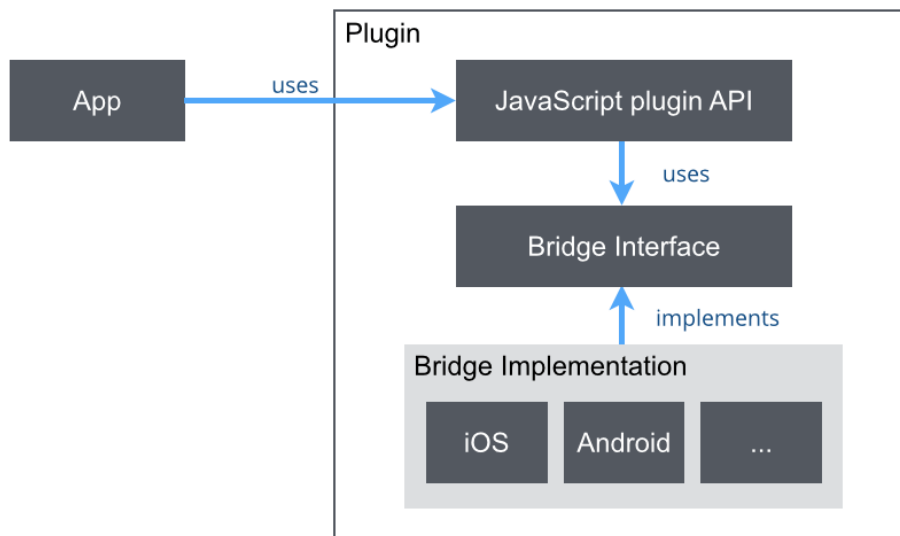 Plugin
App
uses
JavaScript plugin API
uses
Bridge Interface
implements
Bridge Implementation
iOS
Android
...